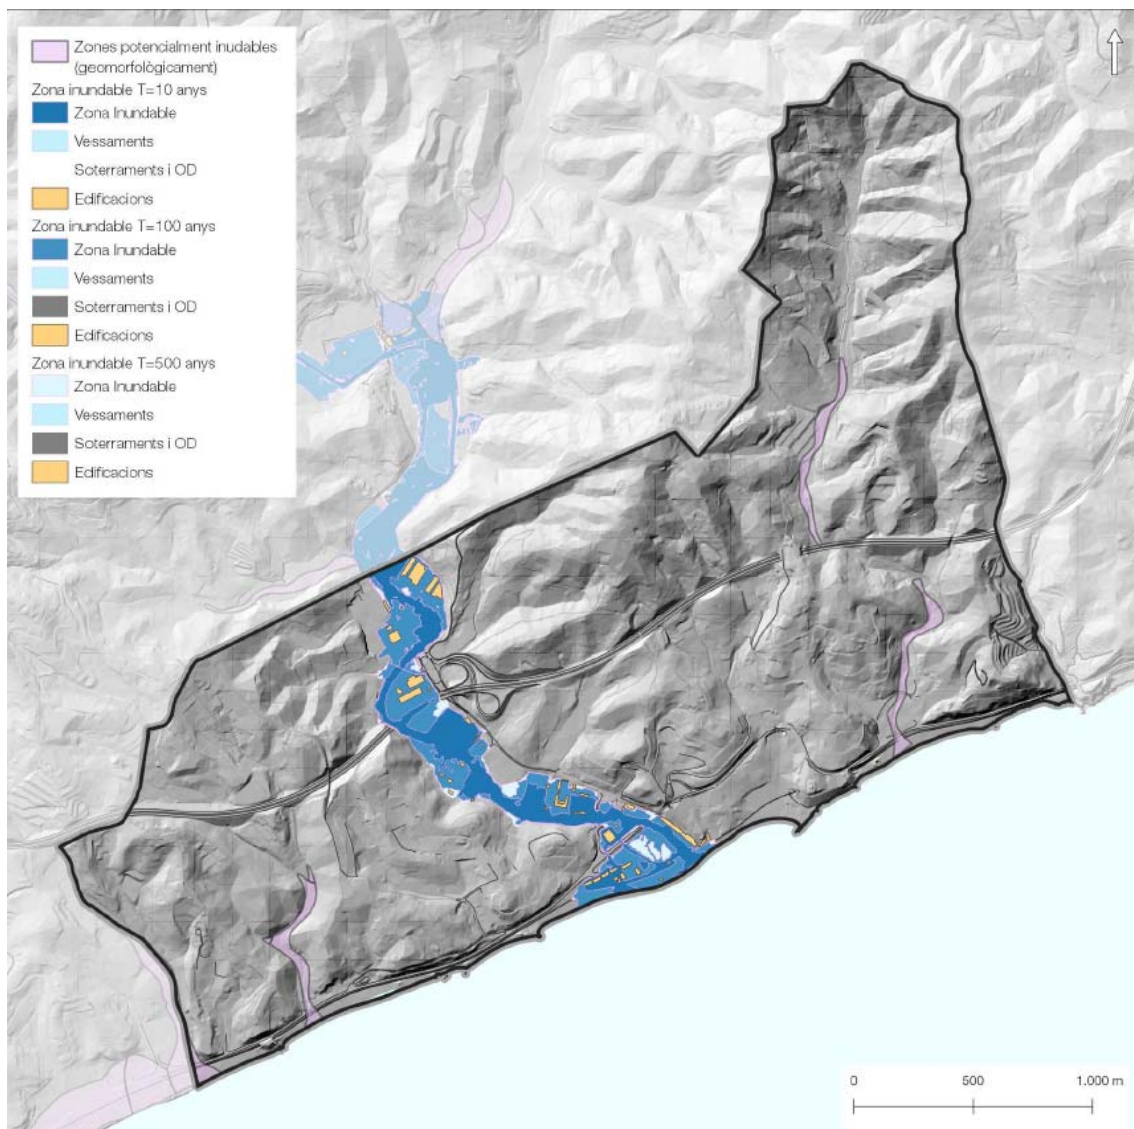 Zones potencialment inudables
(geomorfològicament)
Zona inundable T=10 anys
Zona Inundable
Vessaments
Soterraments i OD
Edificacions
Zona inundable T=100 anys
Zona Inundable
Vessaments
Soterraments i OD
Edificacions
Zona inundable T=500 anys
Zona Inundable
Vessaments
Soterraments i OD
Edificacions
0 500 1.000 m